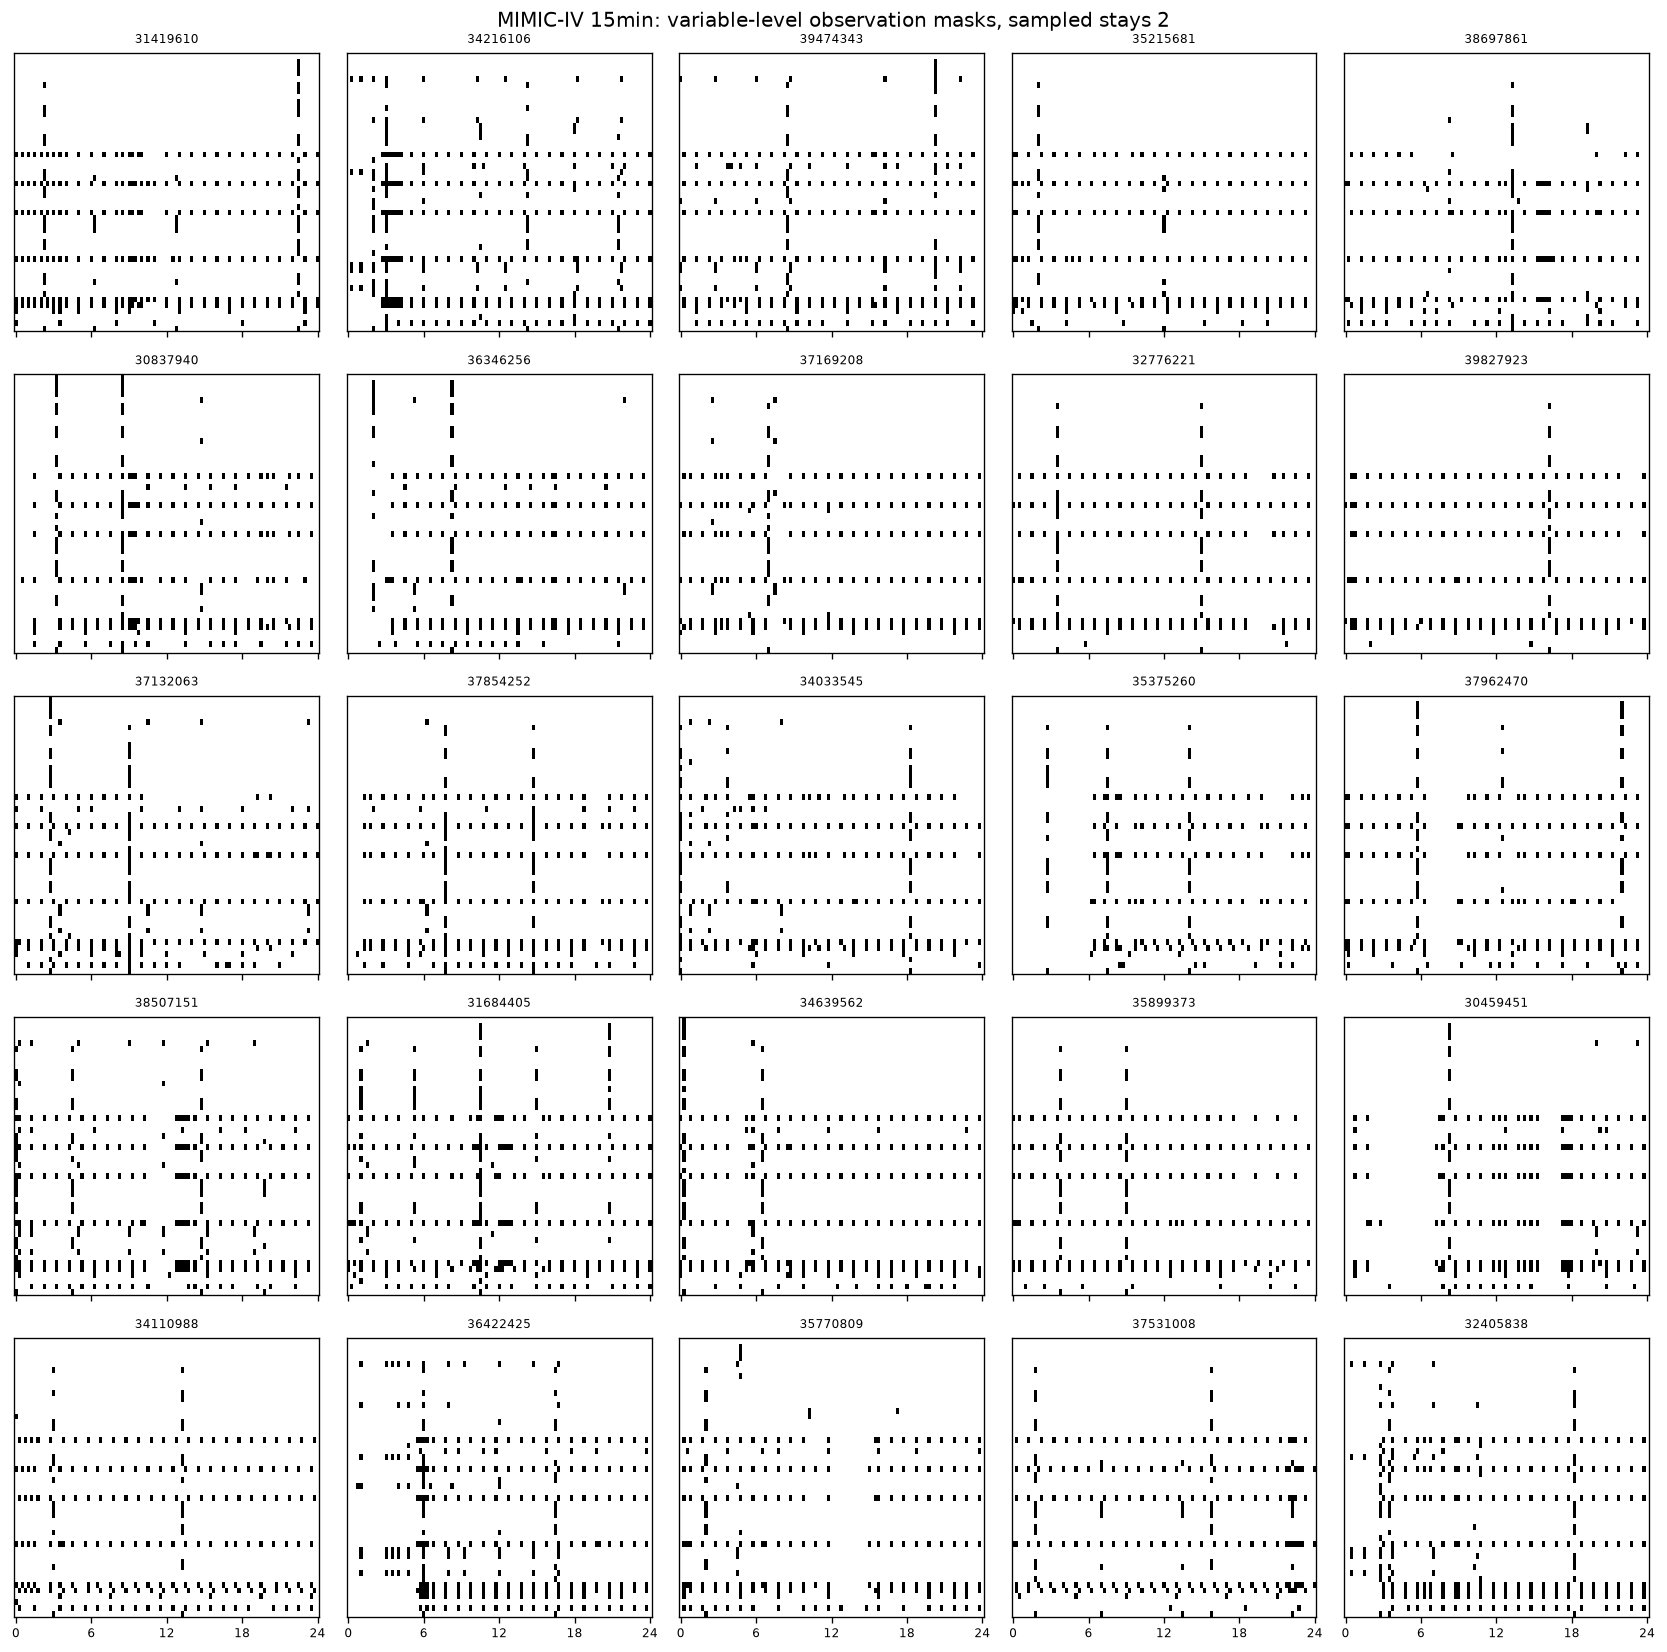 MIMIC-IV 15min: variable-level observation masks, sampled stays 2
31419610 34216106 39474343 35215681 38697861
30837940 36346256 37169208 32776221 39827923
37132063 37854252 34033545 35375260 37962470
38507151 31684405 34639562 35899373 30459451
34110988 36422425 35770809 37531008 32405838
0 6 12 18 24 0 6 12 18 24 0 6 12 18 24 0 6 12 18 24 0 6 12 18 24